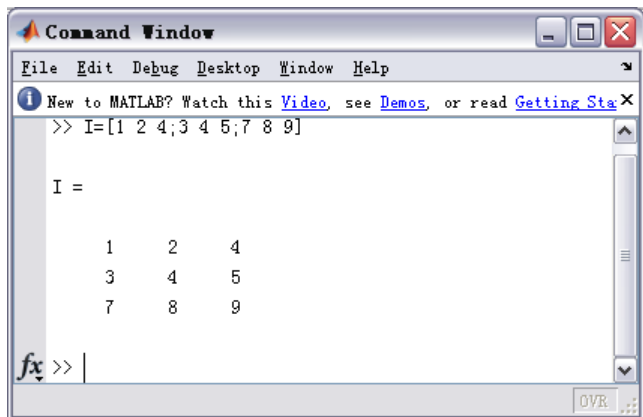 Command Window
File Edit Debug Desktop Window Help
New to MATLAB? Watch this Video, see Demos, or read Getting Sta
>> I=[1 2 4;3 4 5;7 8 9]
I =
1 2 4
3 4 5
7 8 9
fx >>
OVR